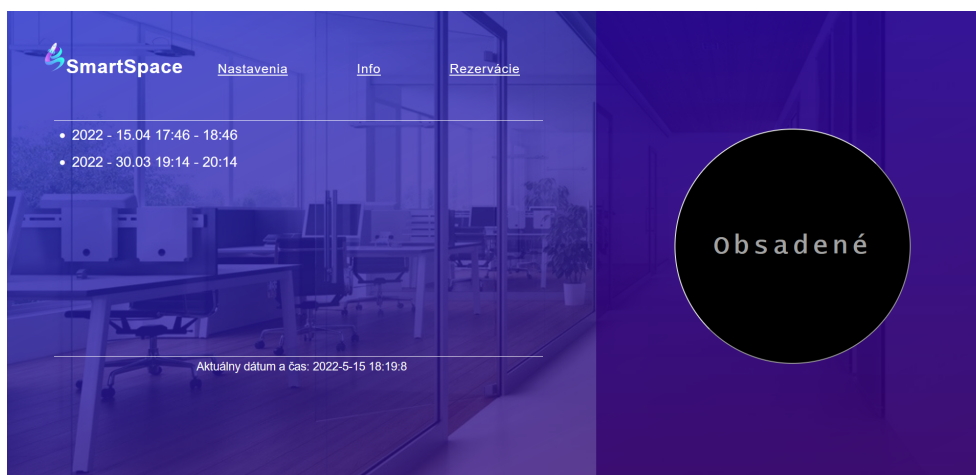 SmartSpace Nastavenia Info Rezervácie
2022 - 15.04 17:46 - 18:46
2022 - 30.03 19:14 - 20:14
Obsadené
Aktuálny dátum a čas: 2022-5-15 18:19:8